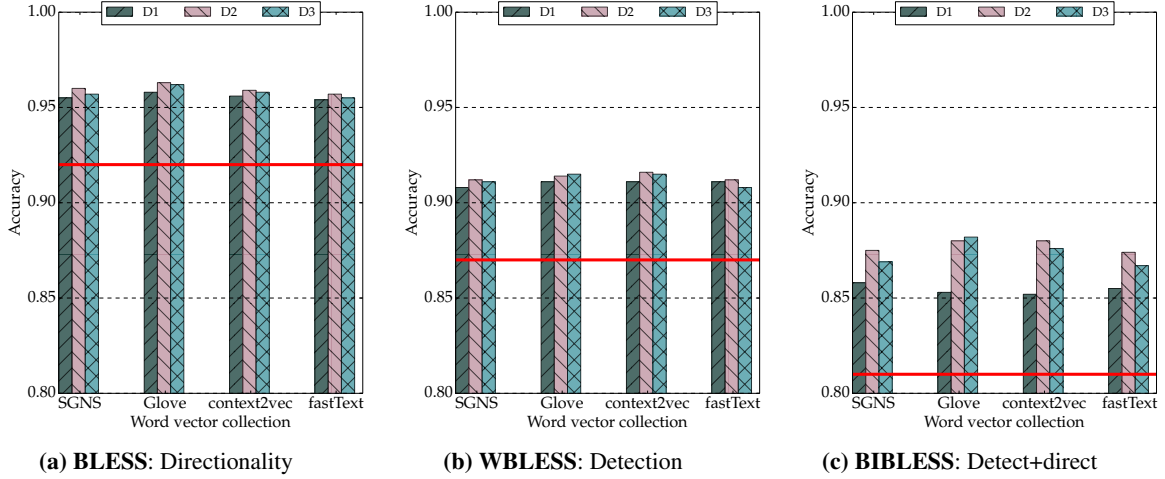 D1 D2 D3
1.00
0.95
0.90
0.85
0.80
Accuracy
SGNS Glove context2vec fastText
Word vector collection
(a) BLESS: Directionality
D1 D2 D3
1.00
0.95
0.90
0.85
0.80
Accuracy
SGNS Glove context2vec fastText
Word vector collection
(b) WBLESS: Detection
D1 D2 D3
1.00
0.95
0.90
0.85
0.80
Accuracy
SGNS Glove context2vec fastText
Word vector collection
(c) BIBLESS: Detect+direct